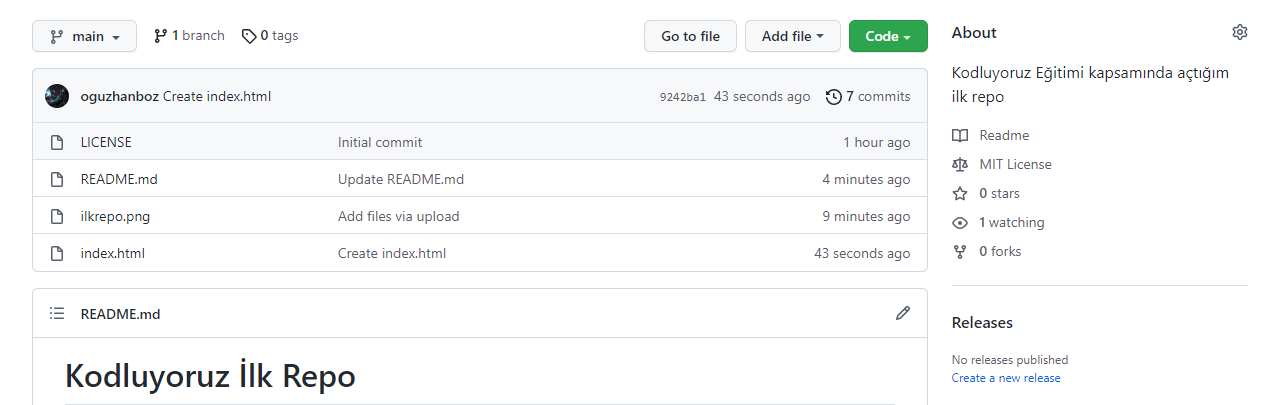 main
1 branch
0 tags
Go to file
Add file
Code
oguzhanboz Create index.html
9242ba1 43 seconds ago
7 commits
LICENSE
Initial commit
1 hour ago
README.md
Update README.md
4 minutes ago
ilkrepo.png
Add files via upload
9 minutes ago
index.html
Create index.html
43 seconds ago
README.md
Kodluyoruz İlk Repo
About
Kodluyoruz Eğitimi kapsamında açtığım
ilk repo
Readme
MIT License
0 stars
1 watching
0 forks
Releases
No releases published
Create a new release